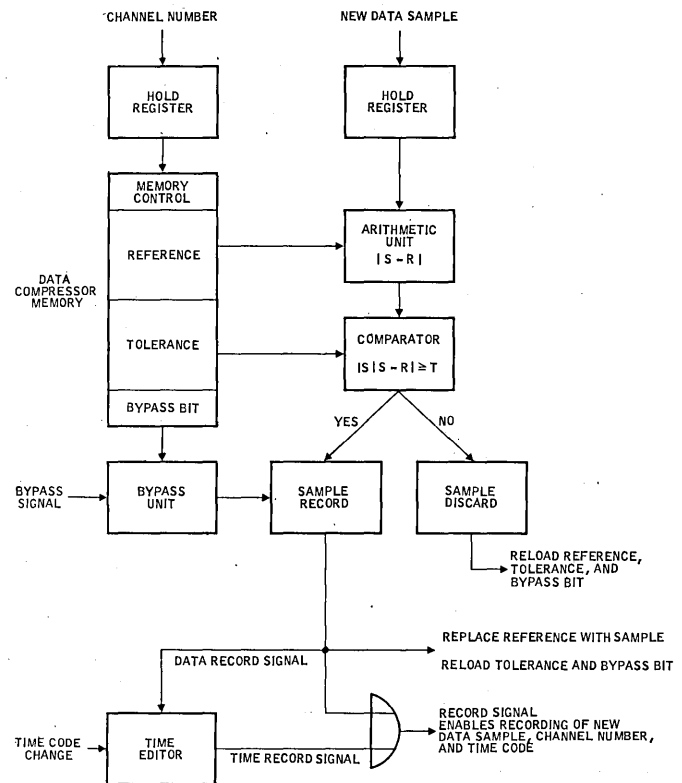 CHANNEL NUMBER
NEW DATA SAMPLE
HOLD
REGISTER
HOLD
REGISTER
MEMORY
CONTROL
REFERENCE
ARITHMETIC
UNIT
|S-R|
DATA
COMPRESSOR
MEMORY
TOLERANCE
COMPARATOR
IS|S-R|≥T
BYPASS BIT
YES
NO
BYPASS
SIGNAL
BYPASS
UNIT
SAMPLE
RECORD
SAMPLE
DISCARD
RELOAD REFERENCE,
TOLERANCE, AND
BYPASS BIT
DATA RECORD SIGNAL
REPLACE REFERENCE WITH SAMPLE
RELOAD TOLERANCE AND BYPASS BIT
TIME CODE
CHANGE
TIME
EDITOR
TIME RECORD SIGNAL
RECORD SIGNAL
ENABLES RECORDING OF NEW
DATA SAMPLE, CHANNEL NUMBER,
AND TIME CODE